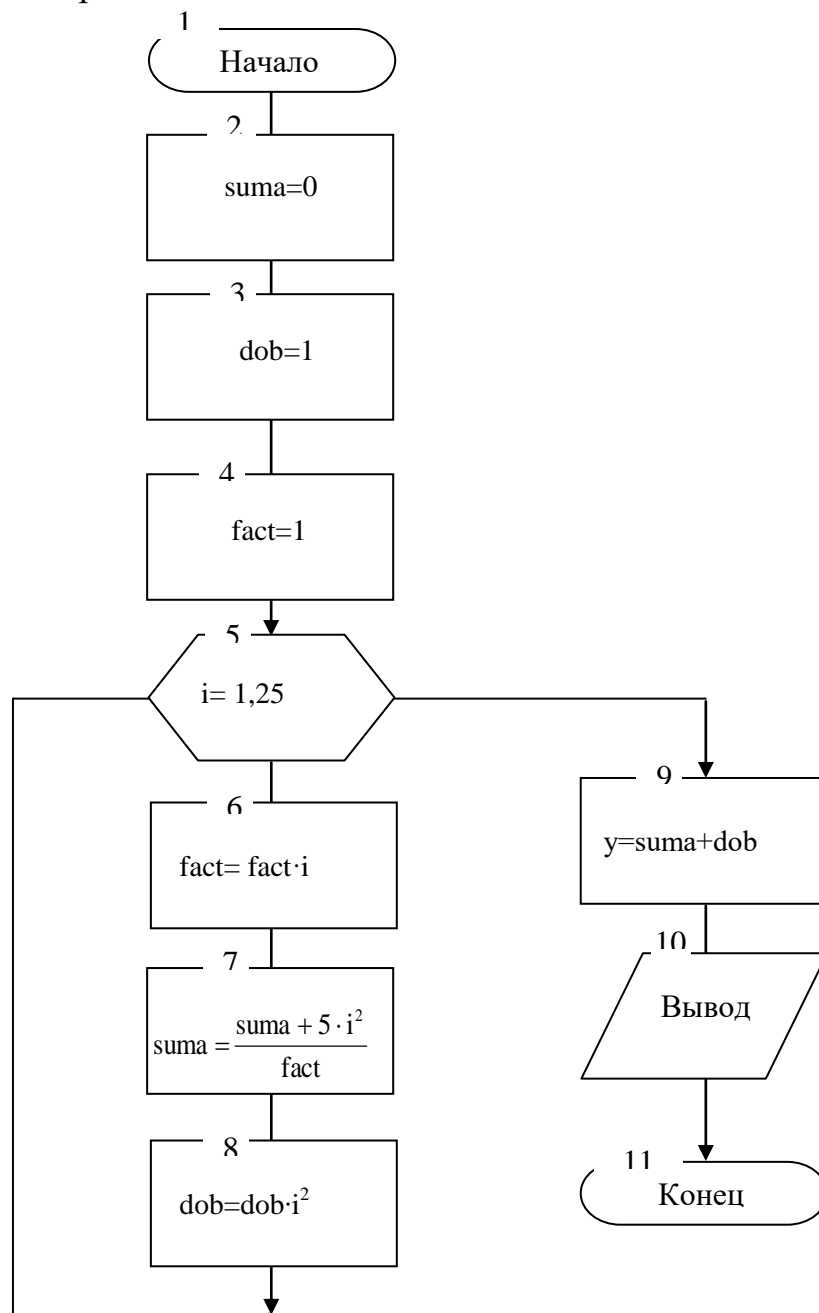 1
Начало
2
suma=0
3
dob=1
4
fact=1
5
i= 1,25
6
fact= fact·i
7
suma = (suma + 5 · i²) / fact
8
dob=dob·i²
9
y=suma+dob
10
Вывод
11
Конец